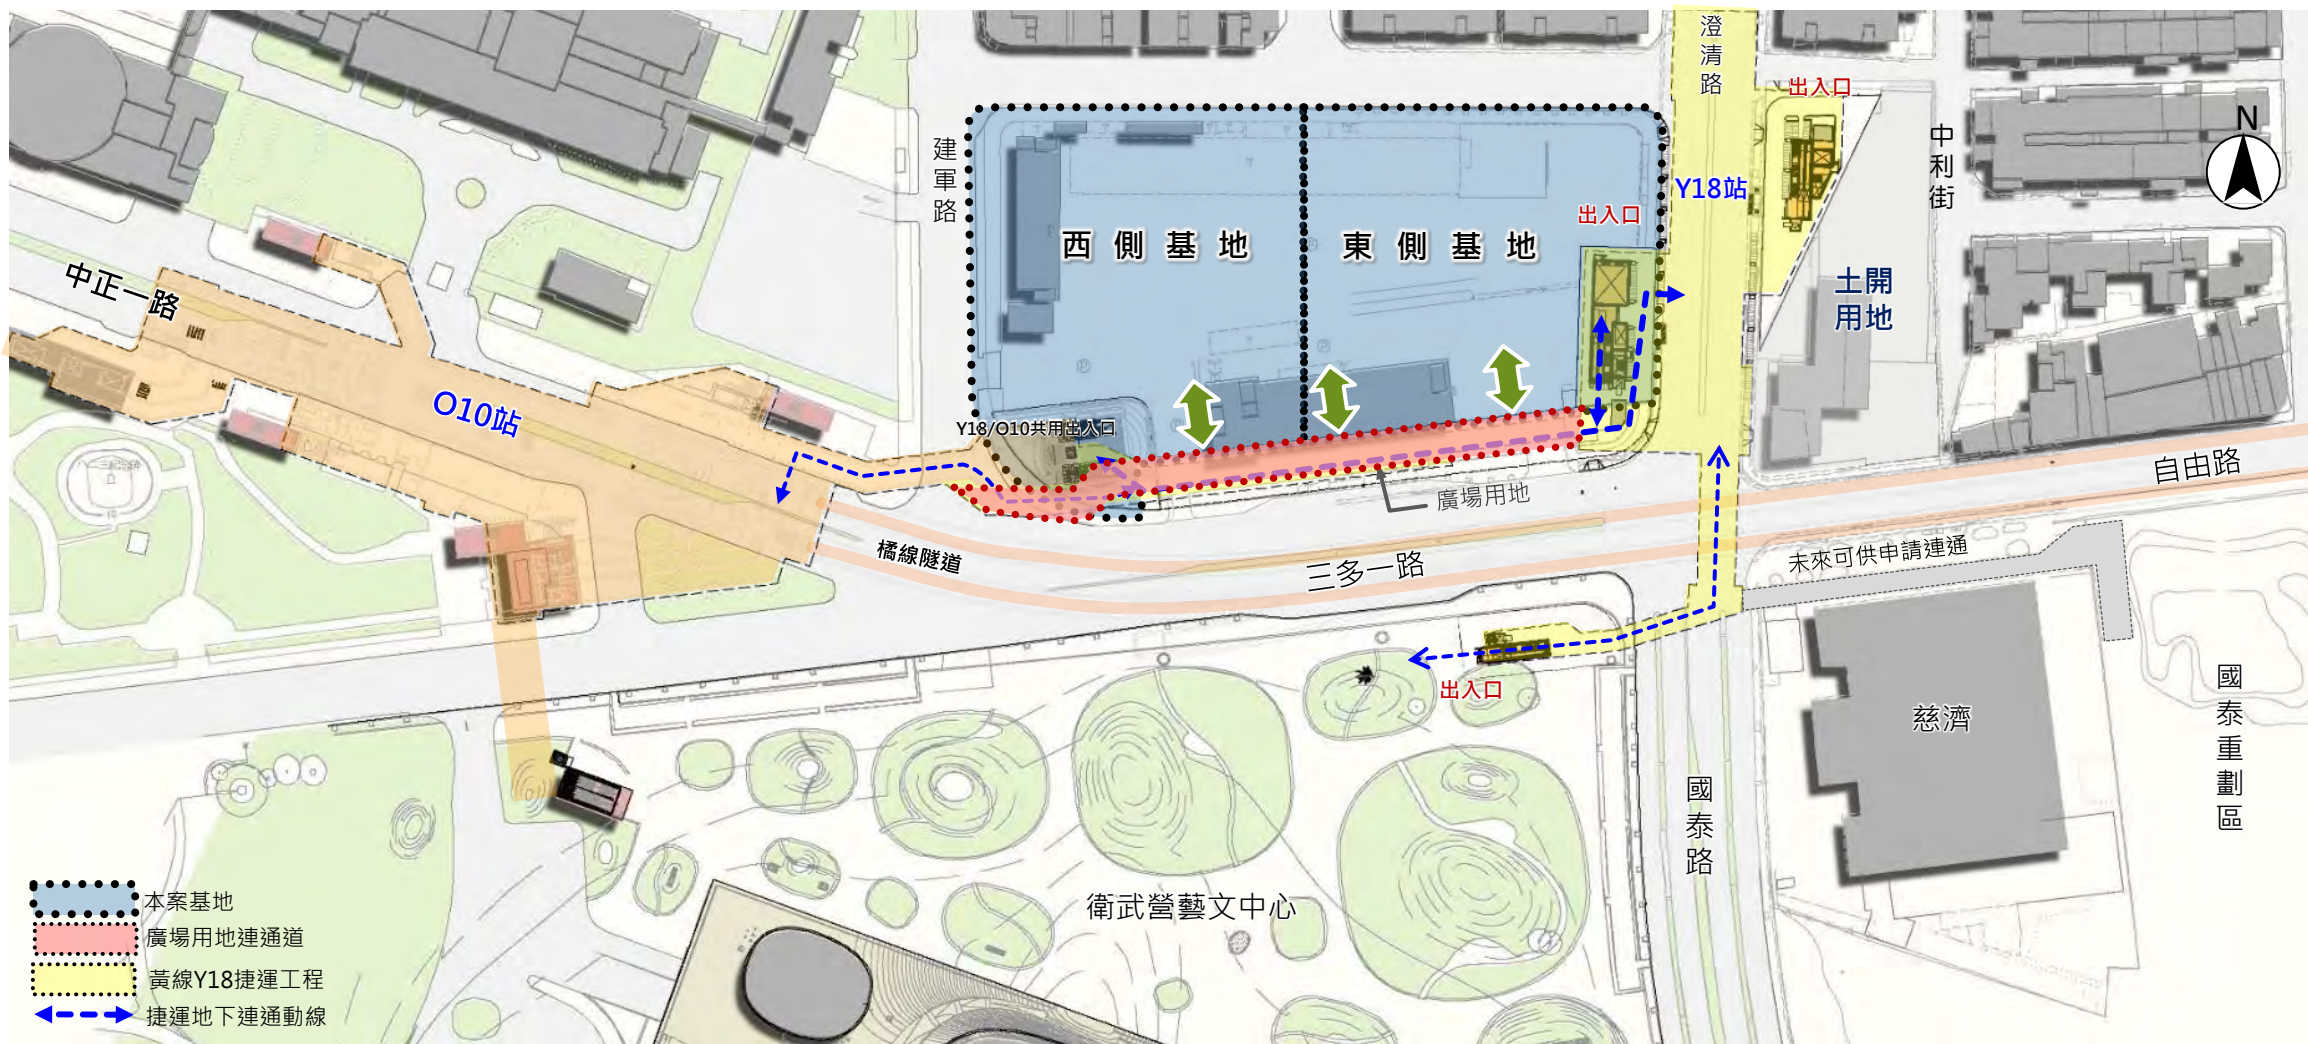 澄清路
出入口
N
建軍路
中利街
Y18站
出入口
西側基地
東側基地
中正一路
土開
用地
O10站
Y18/O10共用出入口
自由路
廣場用地
橘線隧道
三多一路
未來可供申請連通
出入口
國泰重劃區
慈濟
國泰路
衛武營藝文中心
本案基地
廣場用地連通道
黃線Y18捷運工程
捷運地下連通動線